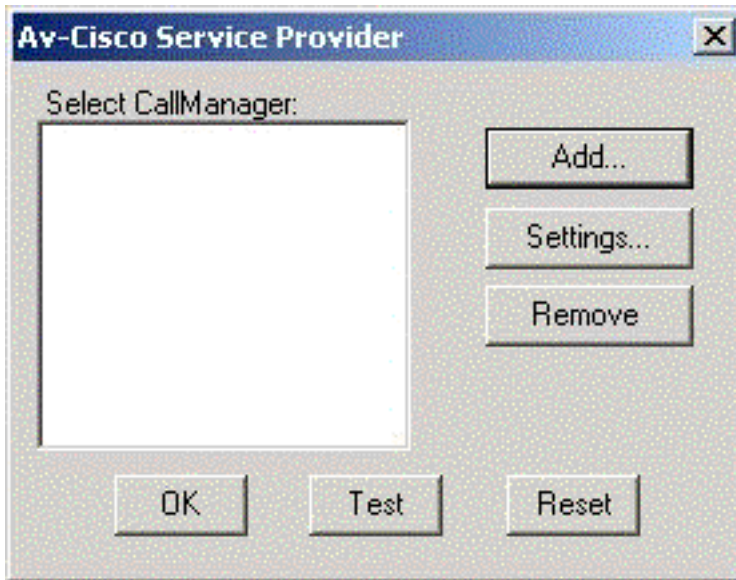 Av-Cisco Service Provider
Select CallManager:
Add...
Settings...
Remove
OK
Test
Reset